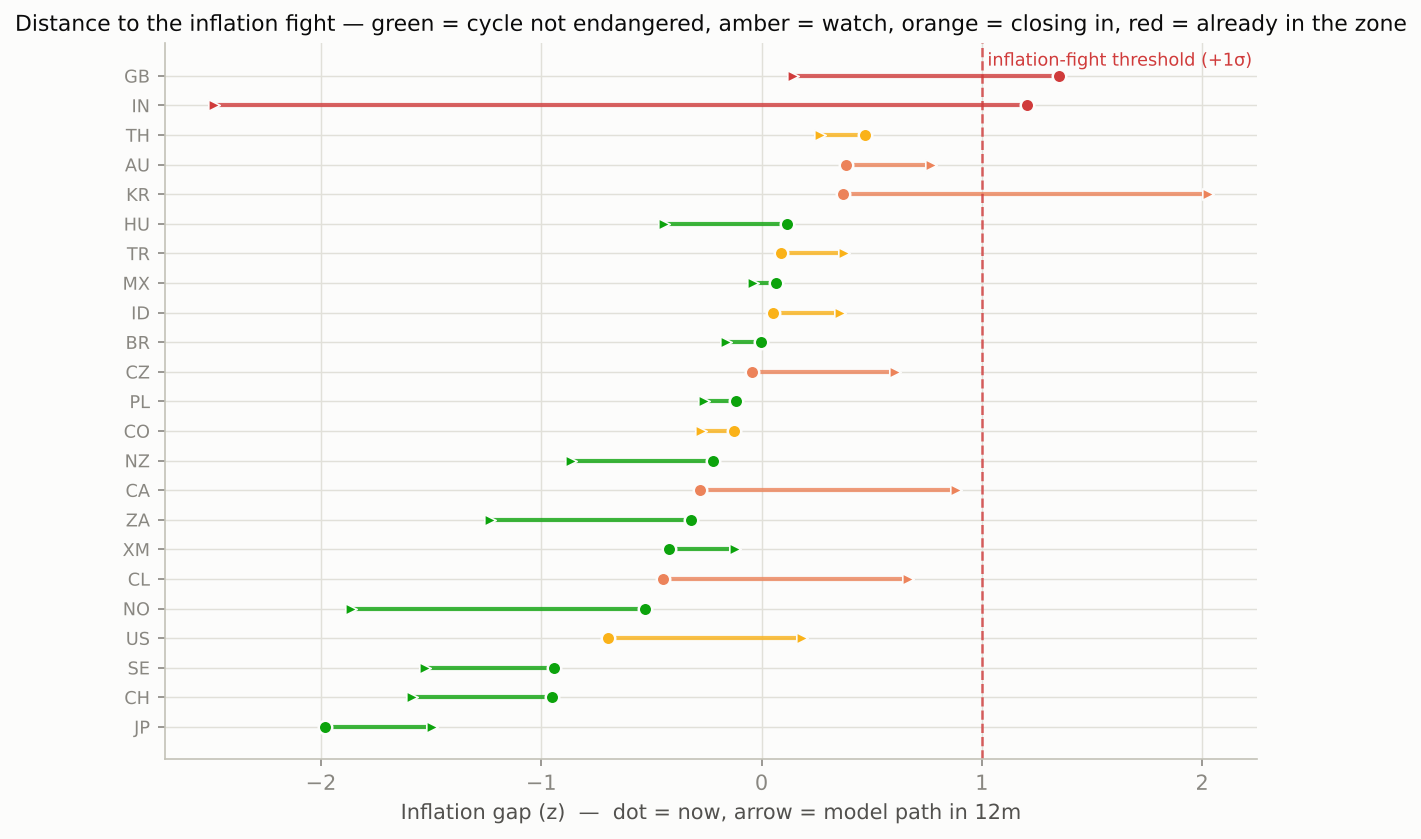 Distance to the inflation fight — green = cycle not endangered, amber = watch, orange = closing in, red = already in the zone
inflation-fight threshold (+1σ)
GB
IN
TH
AU
KR
HU
TR
MX
ID
BR
CZ
PL
CO
NZ
CA
ZA
XM
CL
NO
US
SE
CH
JP
−2 −1 0 1 2
Inflation gap (z) — dot = now, arrow = model path in 12m